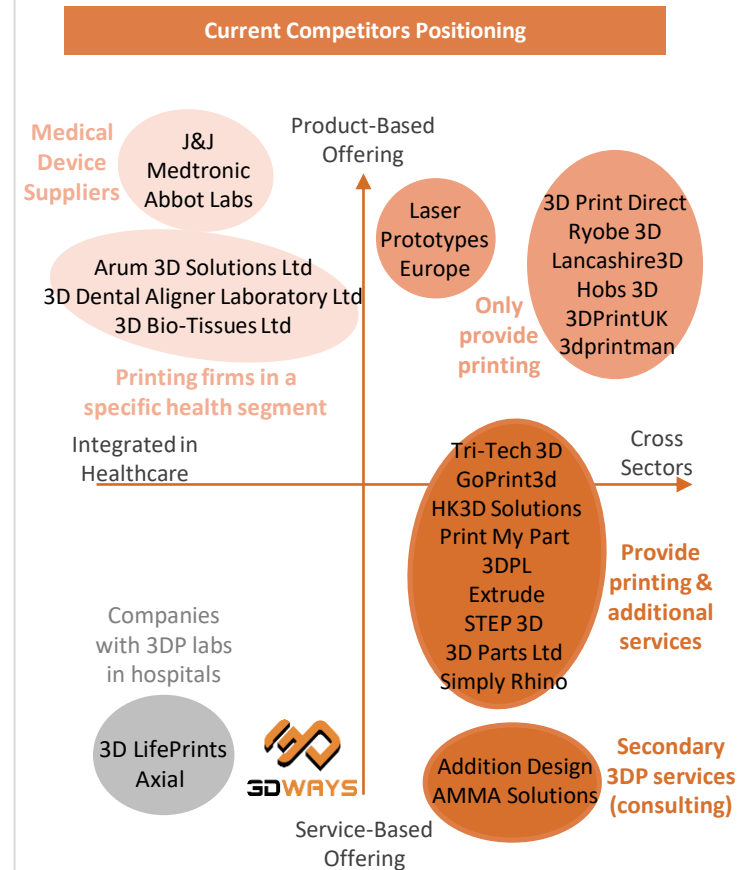 Current Competitors Positioning
Product-Based
Offering
Medical
Device
Suppliers
J&J
Medtronic
Abbot Labs
Laser
Prototypes
Europe
3D Print Direct
Ryobe 3D
Lancashire3D
Hobs 3D
3DPrintUK
3dprintman
Only
provide
printing
Arum 3D Solutions Ltd
3D Dental Aligner Laboratory Ltd
3D Bio-Tissues Ltd
Printing firms in a
specific health segment
Integrated in
Healthcare
Cross
Sectors
Tri-Tech 3D
GoPrint3d
HK3D Solutions
Print My Part
3DPL
Extrude
STEP 3D
3D Parts Ltd
Simply Rhino
Provide
printing &
additional
services
Companies
with 3DP labs
in hospitals
3D LifePrints
Axial
3DWAYS
Addition Design
AMMA Solutions
Secondary
3DP services
(consulting)
Service-Based
Offering